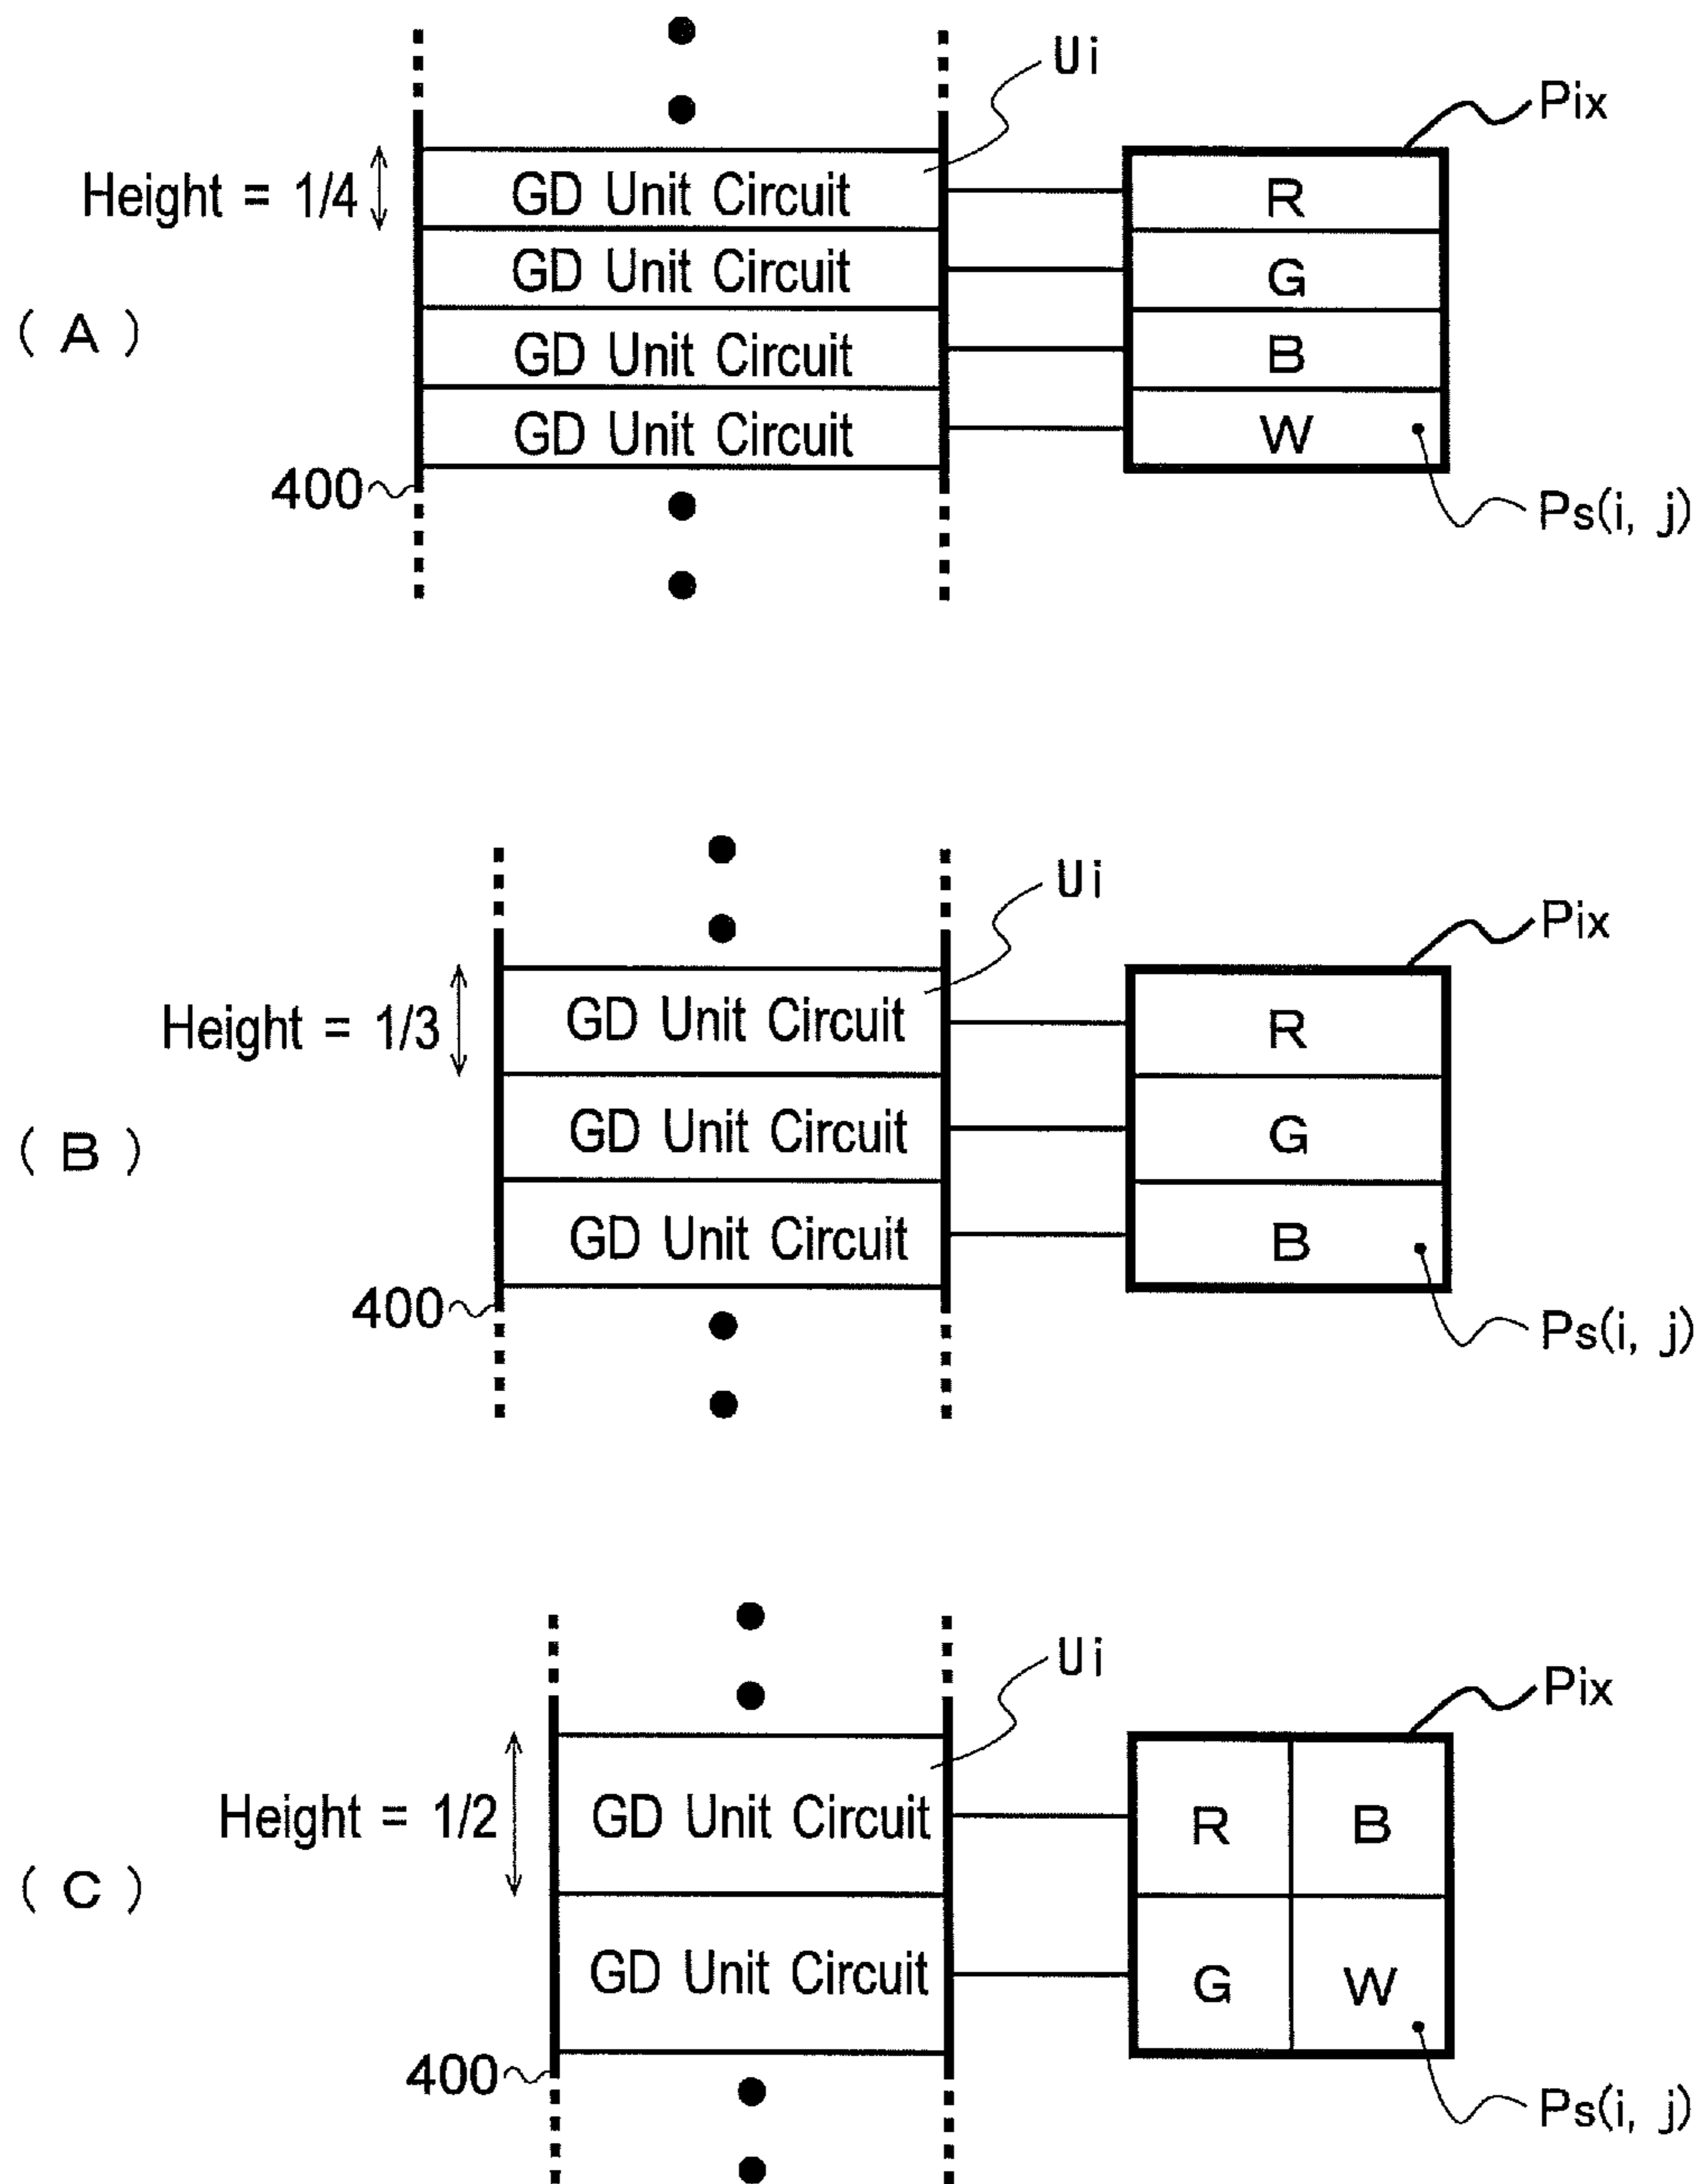 Ui
Pix
Height = 1/4
GD Unit Circuit
R
GD Unit Circuit
G
( A )
GD Unit Circuit
B
GD Unit Circuit
W
400
Ps(i, j)
Ui
Pix
Height = 1/3
GD Unit Circuit
R
( B )
GD Unit Circuit
G
GD Unit Circuit
B
400
Ps(i, j)
Ui
Pix
Height = 1/2
GD Unit Circuit
R B
( C )
GD Unit Circuit
G W
400
Ps(i, j)